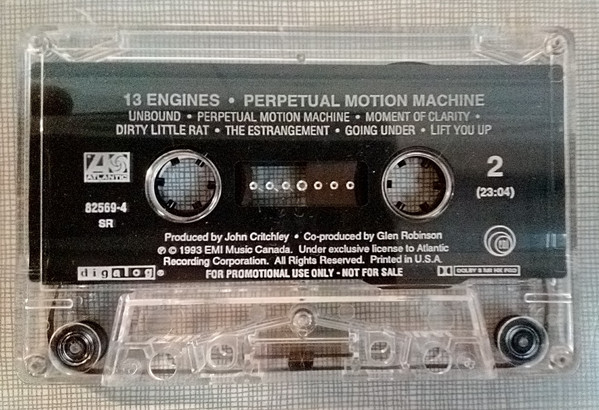 13 ENGINES • PERPETUAL MOTION MACHINE
UNBOUND • PERPETUAL MOTION MACHINE • MOMENT OF CLARITY •
DIRTY LITTLE RAT • THE ESTRANGEMENT • GOING UNDER • LIFT YOU UP
ATLANTIC
82569-4
SR
2
(23:04)
Produced by John Critchley • Co-produced by Glen Robinson
℗ © 1993 EMI Music Canada. Under exclusive license to Atlantic
Recording Corporation. All Rights Reserved. Printed in U.S.A.
EMI
digalog®
FOR PROMOTIONAL USE ONLY - NOT FOR SALE
DOLBY B NR HX PRO